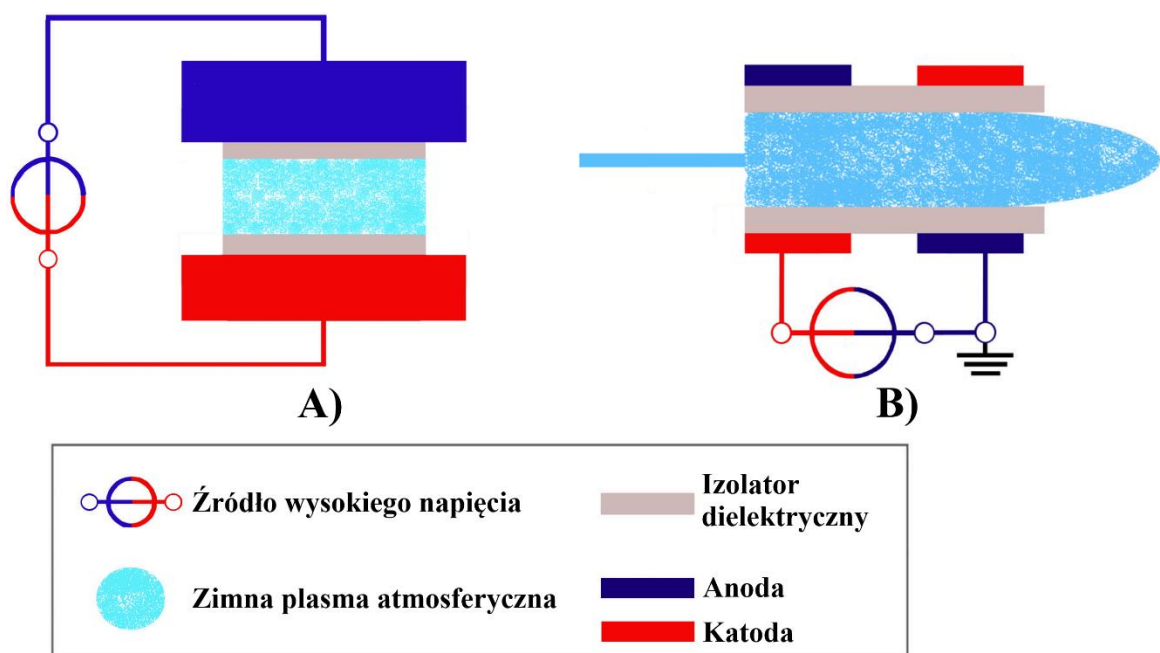 A)
B)
Źródło wysokiego napięcia
Izolator
dielektryczny
Zimna plasma atmosferyczna
Anoda
Katoda